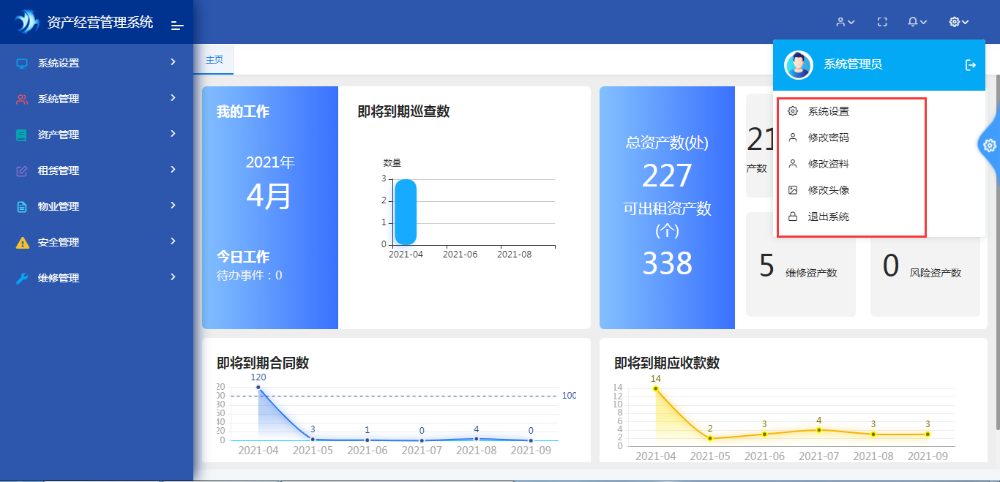 资产经营管理系统
系统设置
系统管理
资产管理
租赁管理
物业管理
安全管理
维修管理
主页
系统管理员
系统设置
修改密码
修改资料
修改头像
退出系统
我的工作
2021年
4月
今日工作
待办事件：0
即将到期巡查数
数量
3
2
1
0
2021-04 2021-06 2021-08
总资产数(处)
227
可出租资产数
(个)
338
21
产数
5 维修资产数
0 风险资产数
即将到期合同数
120
20
00
80
60
40
20
0
100
3 1 0 4 0
2021-04 2021-05 2021-06 2021-07 2021-08 2021-09
即将到期应收款数
14
14
12
10
8
6
4
2
0
2 3 4 3 3
2021-04 2021-05 2021-06 2021-07 2021-08 2021-09